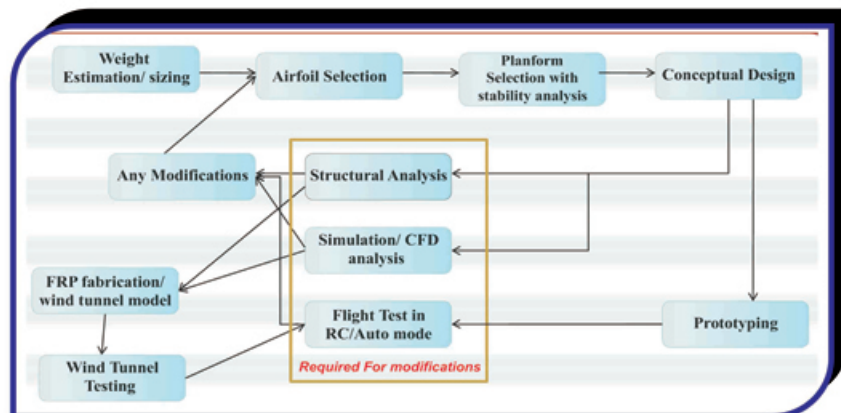 Weight
Estimation/ sizing
Airfoil Selection
Planform
Selection with
stability analysis
Conceptual Design
Any Modifications
Structural Analysis
Simulation/ CFD
analysis
FRP fabrication/
wind tunnel model
Flight Test in
RC/Auto mode
Prototyping
Wind Tunnel
Testing
Required For modifications